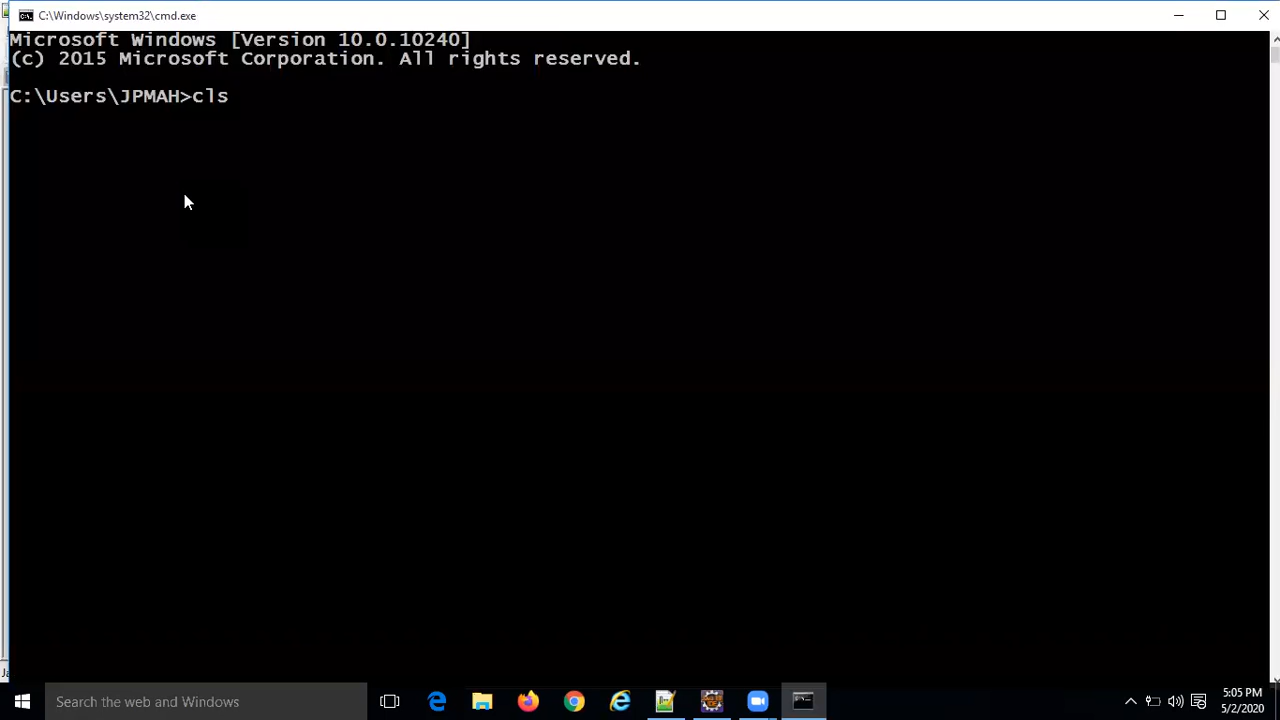 C:\Windows\system32\cmd.exe
Microsoft Windows [Version 10.0.10240]
(c) 2015 Microsoft Corporation. All rights reserved.
C:\Users\JPMAH>cls
Search the web and Windows
5:05 PM
5/2/2020